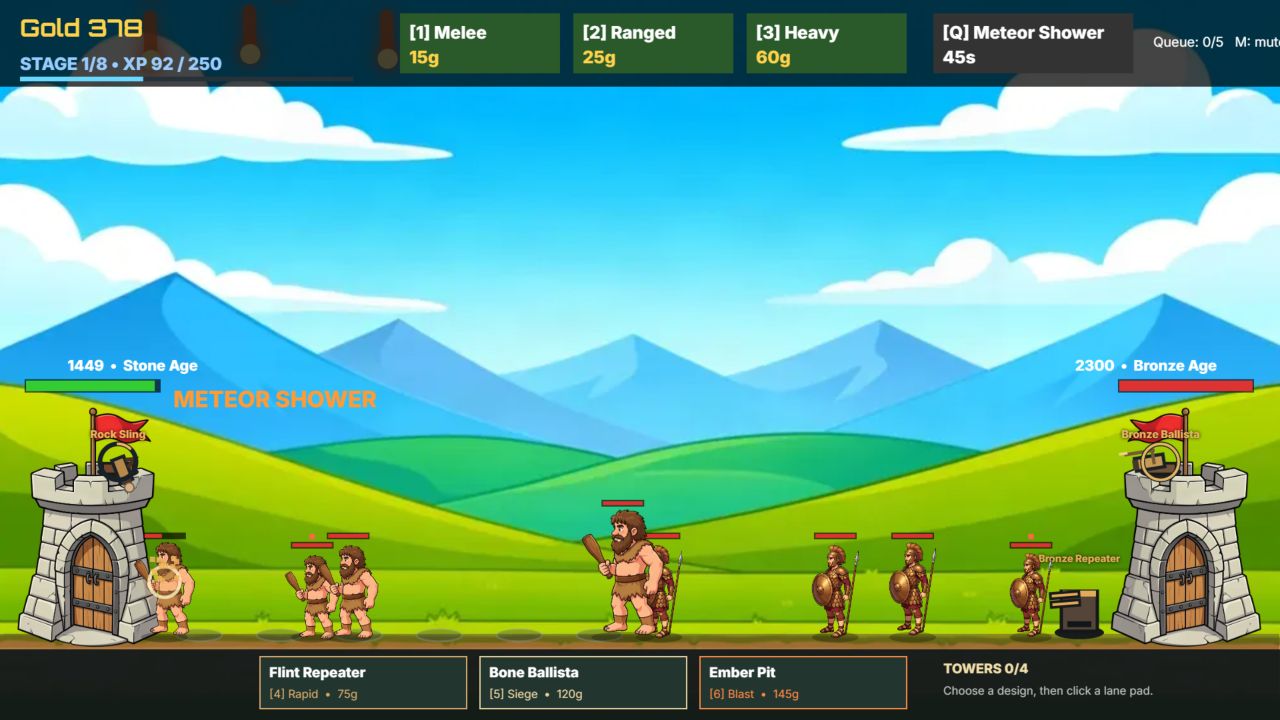 Gold 378
STAGE 1/8 • XP 92 / 250
[1] Melee
15g
[2] Ranged
25g
[3] Heavy
60g
[Q] Meteor Shower
45s
Queue: 0/5 M: mute
1449 • Stone Age
2300 • Bronze Age
METEOR SHOWER
Rock Sling
Bronze Ballista
Bronze Repeater
Flint Repeater
[4] Rapid • 75g
Bone Ballista
[5] Siege • 120g
Ember Pit
[6] Blast • 145g
TOWERS 0/4
Choose a design, then click a lane pad.